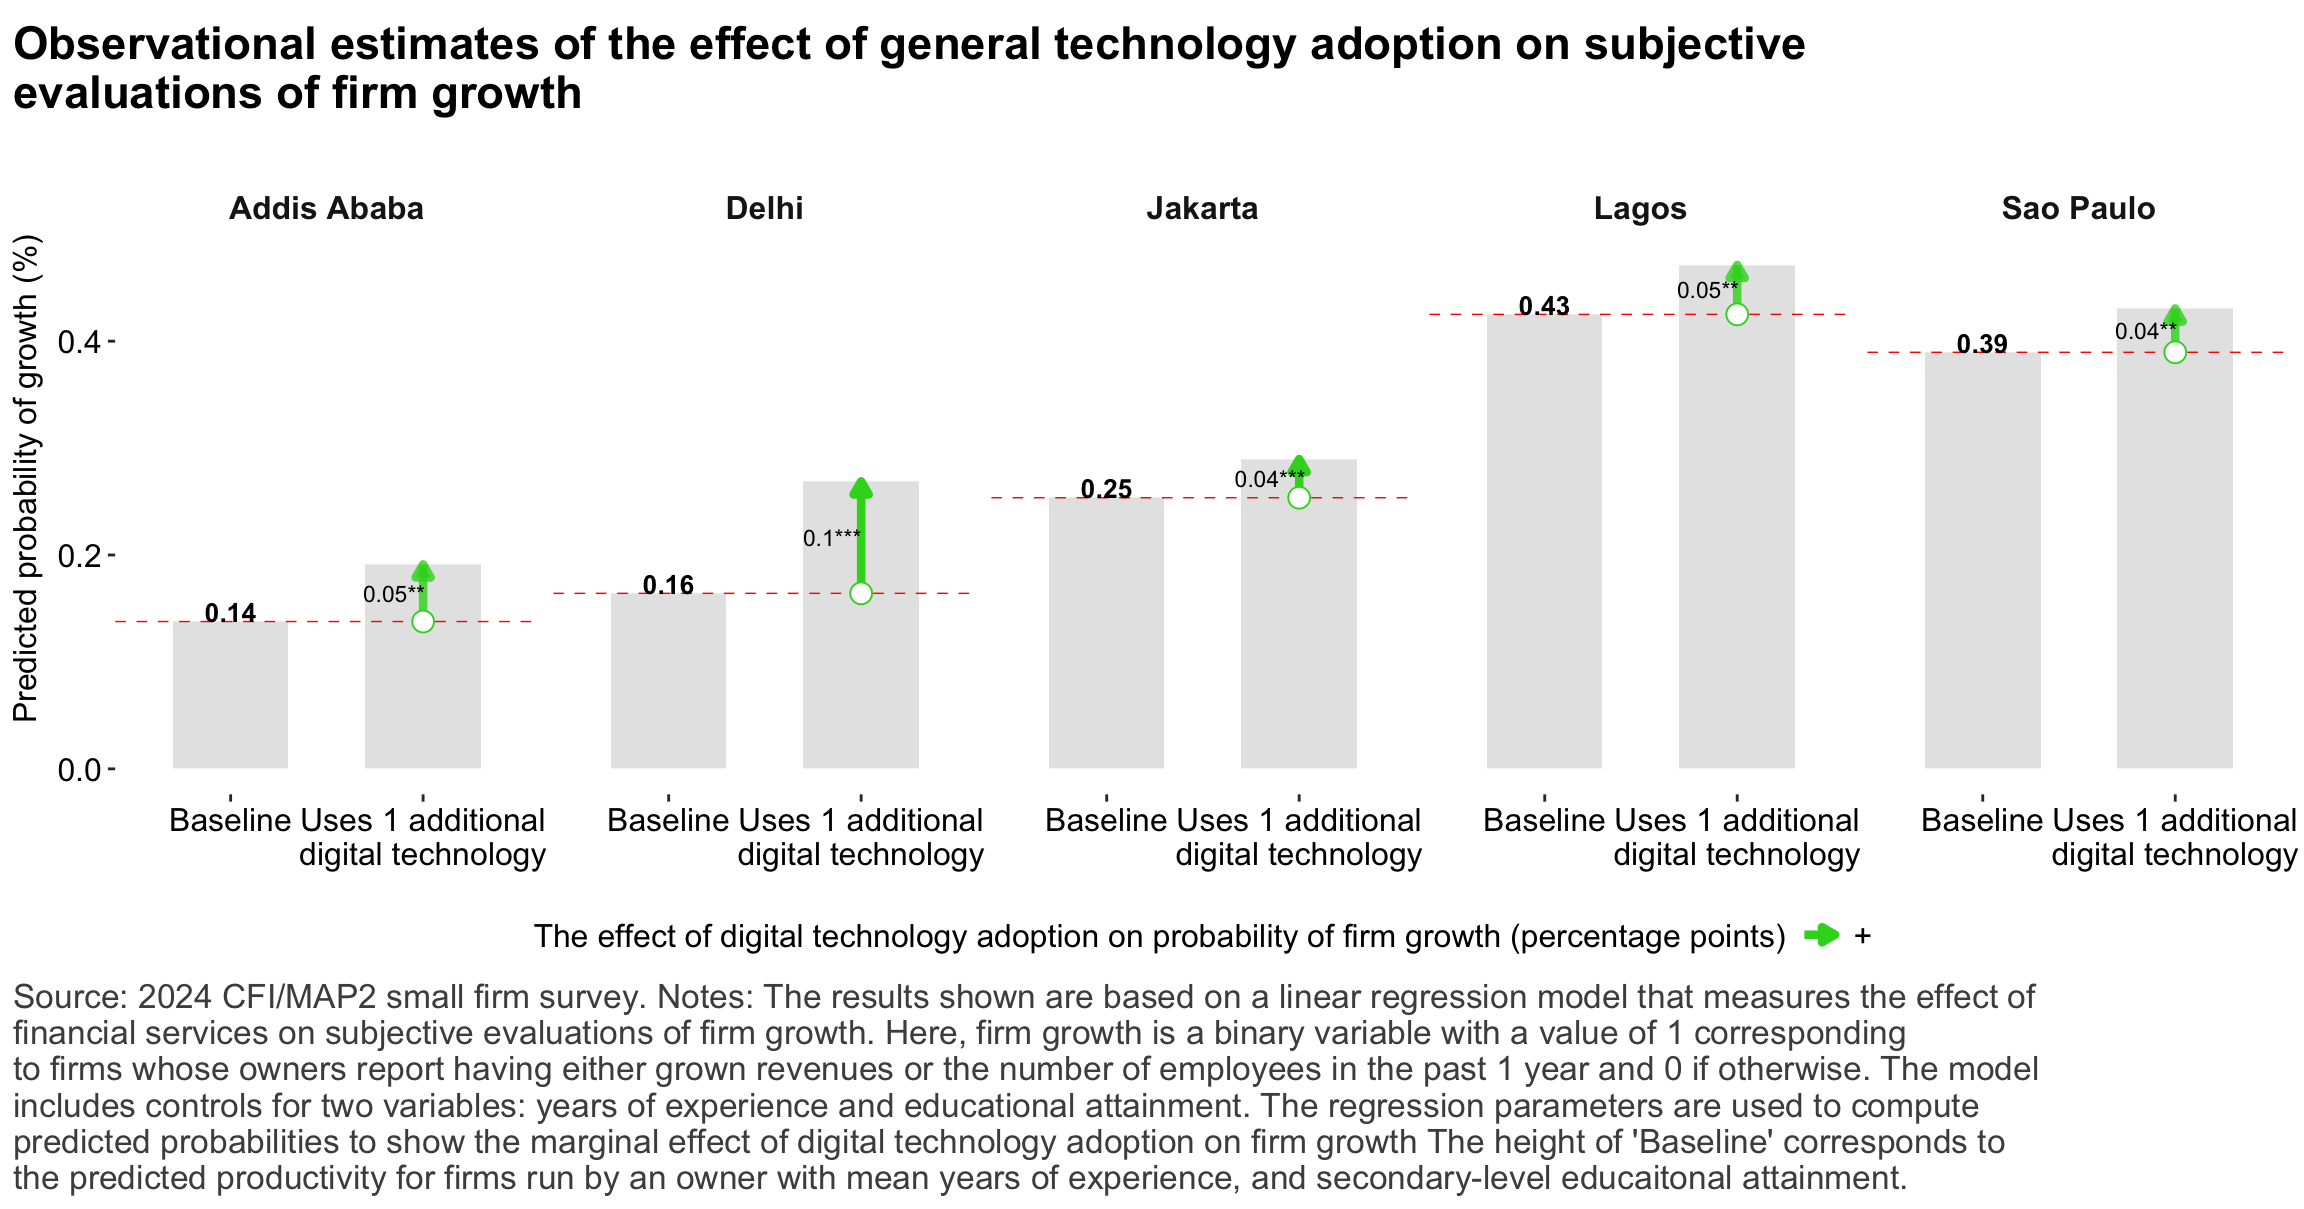 Observational estimates of the effect of general technology adoption on subjective
evaluations of firm growth
Addis Ababa
Delhi
Jakarta
Lagos
Sao Paulo
Predicted probability of growth (%)
0.4
0.2
0.0
0.14
0.05**
0.16
0.1***
0.25
0.04***
0.43
0.05**
0.39
0.04**
Baseline
Uses 1 additional
digital technology
Baseline
Uses 1 additional
digital technology
Baseline
Uses 1 additional
digital technology
Baseline
Uses 1 additional
digital technology
Baseline
Uses 1 additional
digital technology
The effect of digital technology adoption on probability of firm growth (percentage points) +
Source: 2024 CFI/MAP2 small firm survey. Notes: The results shown are based on a linear regression model that measures the effect of
financial services on subjective evaluations of firm growth. Here, firm growth is a binary variable with a value of 1 corresponding
to firms whose owners report having either grown revenues or the number of employees in the past 1 year and 0 if otherwise. The model
includes controls for two variables: years of experience and educational attainment. The regression parameters are used to compute
predicted probabilities to show the marginal effect of digital technology adoption on firm growth The height of 'Baseline' corresponds to
the predicted productivity for firms run by an owner with mean years of experience, and secondary-level educaitonal attainment.